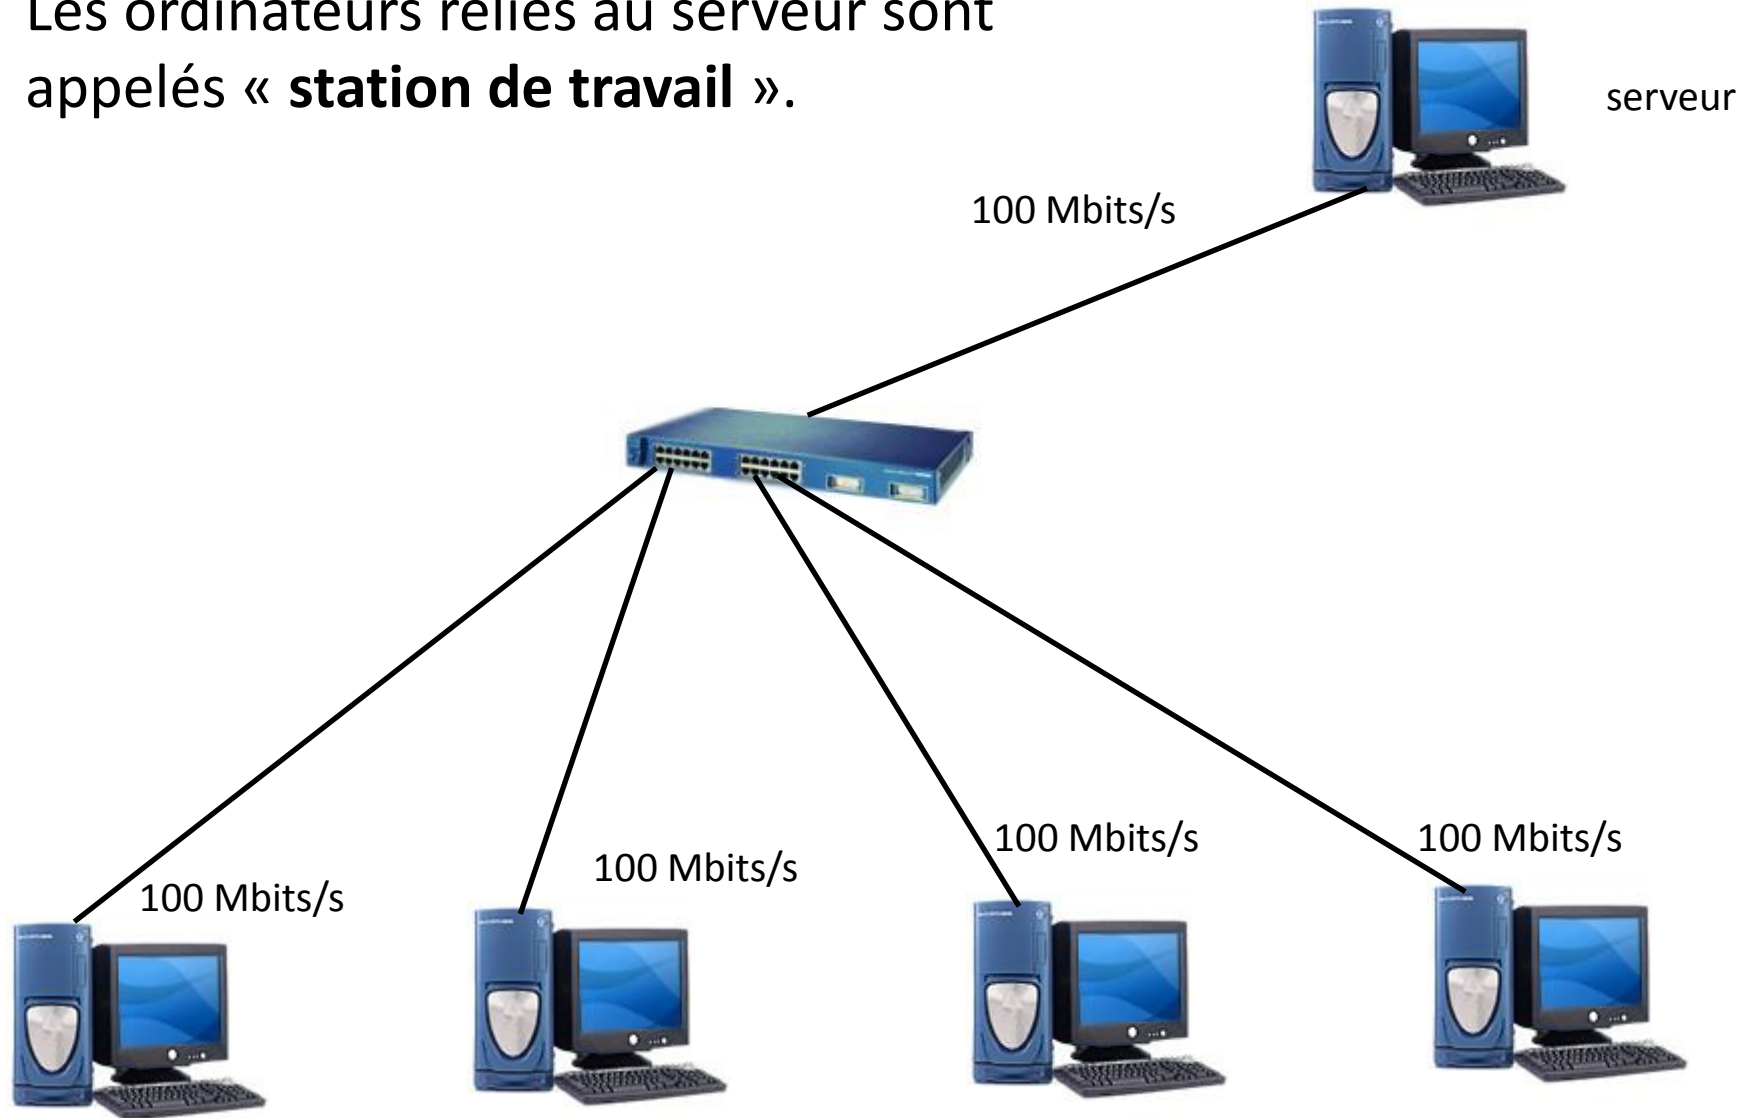 Les ordinateurs reliés au serveur sont
appelés « station de travail ».
serveur
100 Mbits/s
100 Mbits/s
100 Mbits/s
100 Mbits/s
100 Mbits/s